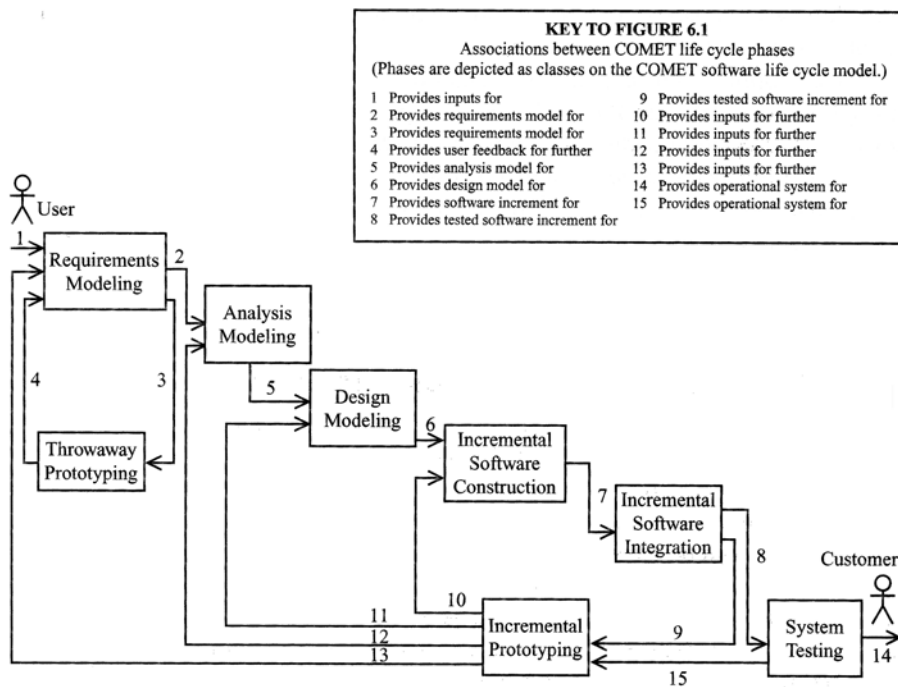 KEY TO FIGURE 6.1
Associations between COMET life cycle phases
(Phases are depicted as classes on the COMET software life cycle model.)
1 Provides inputs for
2 Provides requirements model for
3 Provides requirements model for
4 Provides user feedback for further
5 Provides analysis model for
6 Provides design model for
7 Provides software increment for
8 Provides tested software increment for
9 Provides tested software increment for
10 Provides inputs for further
11 Provides inputs for further
12 Provides inputs for further
13 Provides inputs for further
14 Provides operational system for
15 Provides operational system for
User
1
Requirements
Modeling
2
Analysis
Modeling
4
3
5
Design
Modeling
6
Throwaway
Prototyping
Incremental
Software
Construction
7
Incremental
Software
Integration
8
Customer
10
11
12
13
Incremental
Prototyping
9
15
System
Testing
14